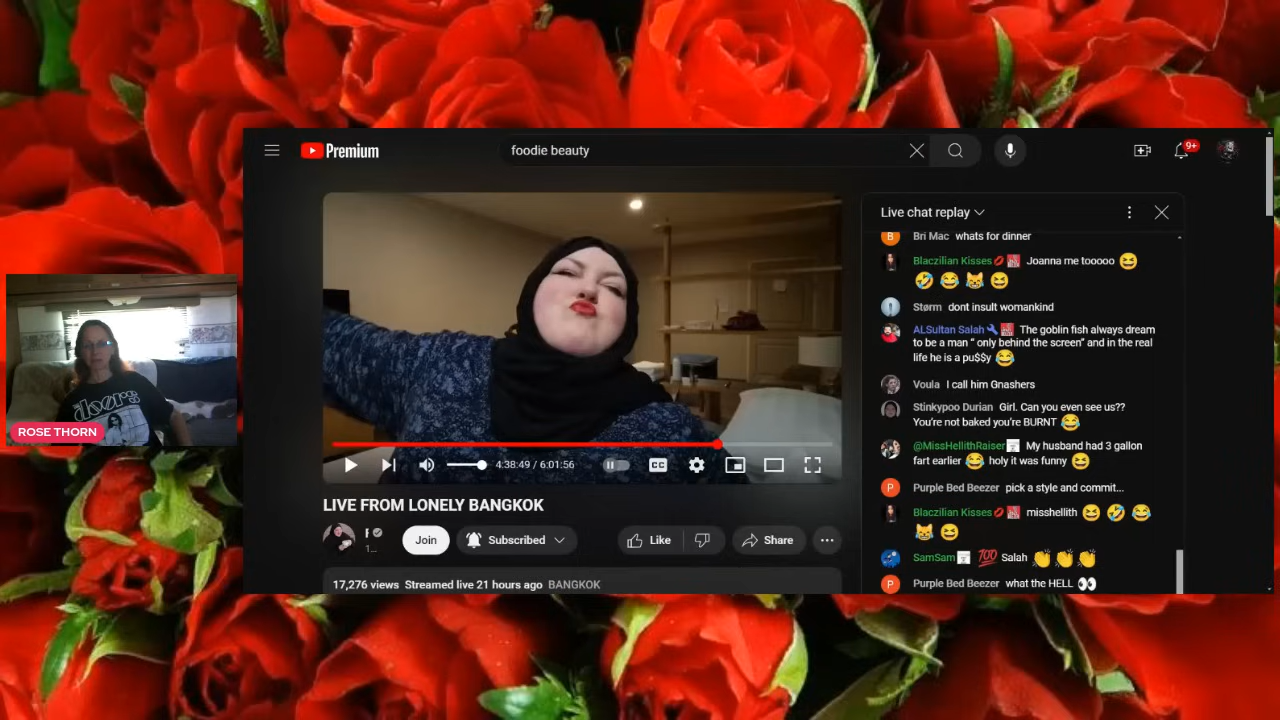 Premium
foodie beauty
9+
Live chat replay
Bri Mac whats for dinner
Blaczilian Kisses Joanna me tooooo
Størm dont insult womankind
ALSultan Salah The goblin fish always dream
to be a man “ only behind the screen” and in the real
life he is a pu$$y
Voula I call him Gnashers
Stinkypoo Durian Girl. Can you even see us??
You’re not baked you’re BURNT
@MissHellithRaiser My husband had 3 gallon
fart earlier holy it was funny
Purple Bed Beezer pick a style and commit...
Blaczilian Kisses misshellith
SamSam 💯 Salah
Purple Bed Beezer what the HELL
4:38:49 / 6:01:56
CC
LIVE FROM LONELY BANGKOK
F
1...
Join
Subscribed
Like
Share
17,276 views Streamed live 21 hours ago BANGKOK
doors
ROSE THORN